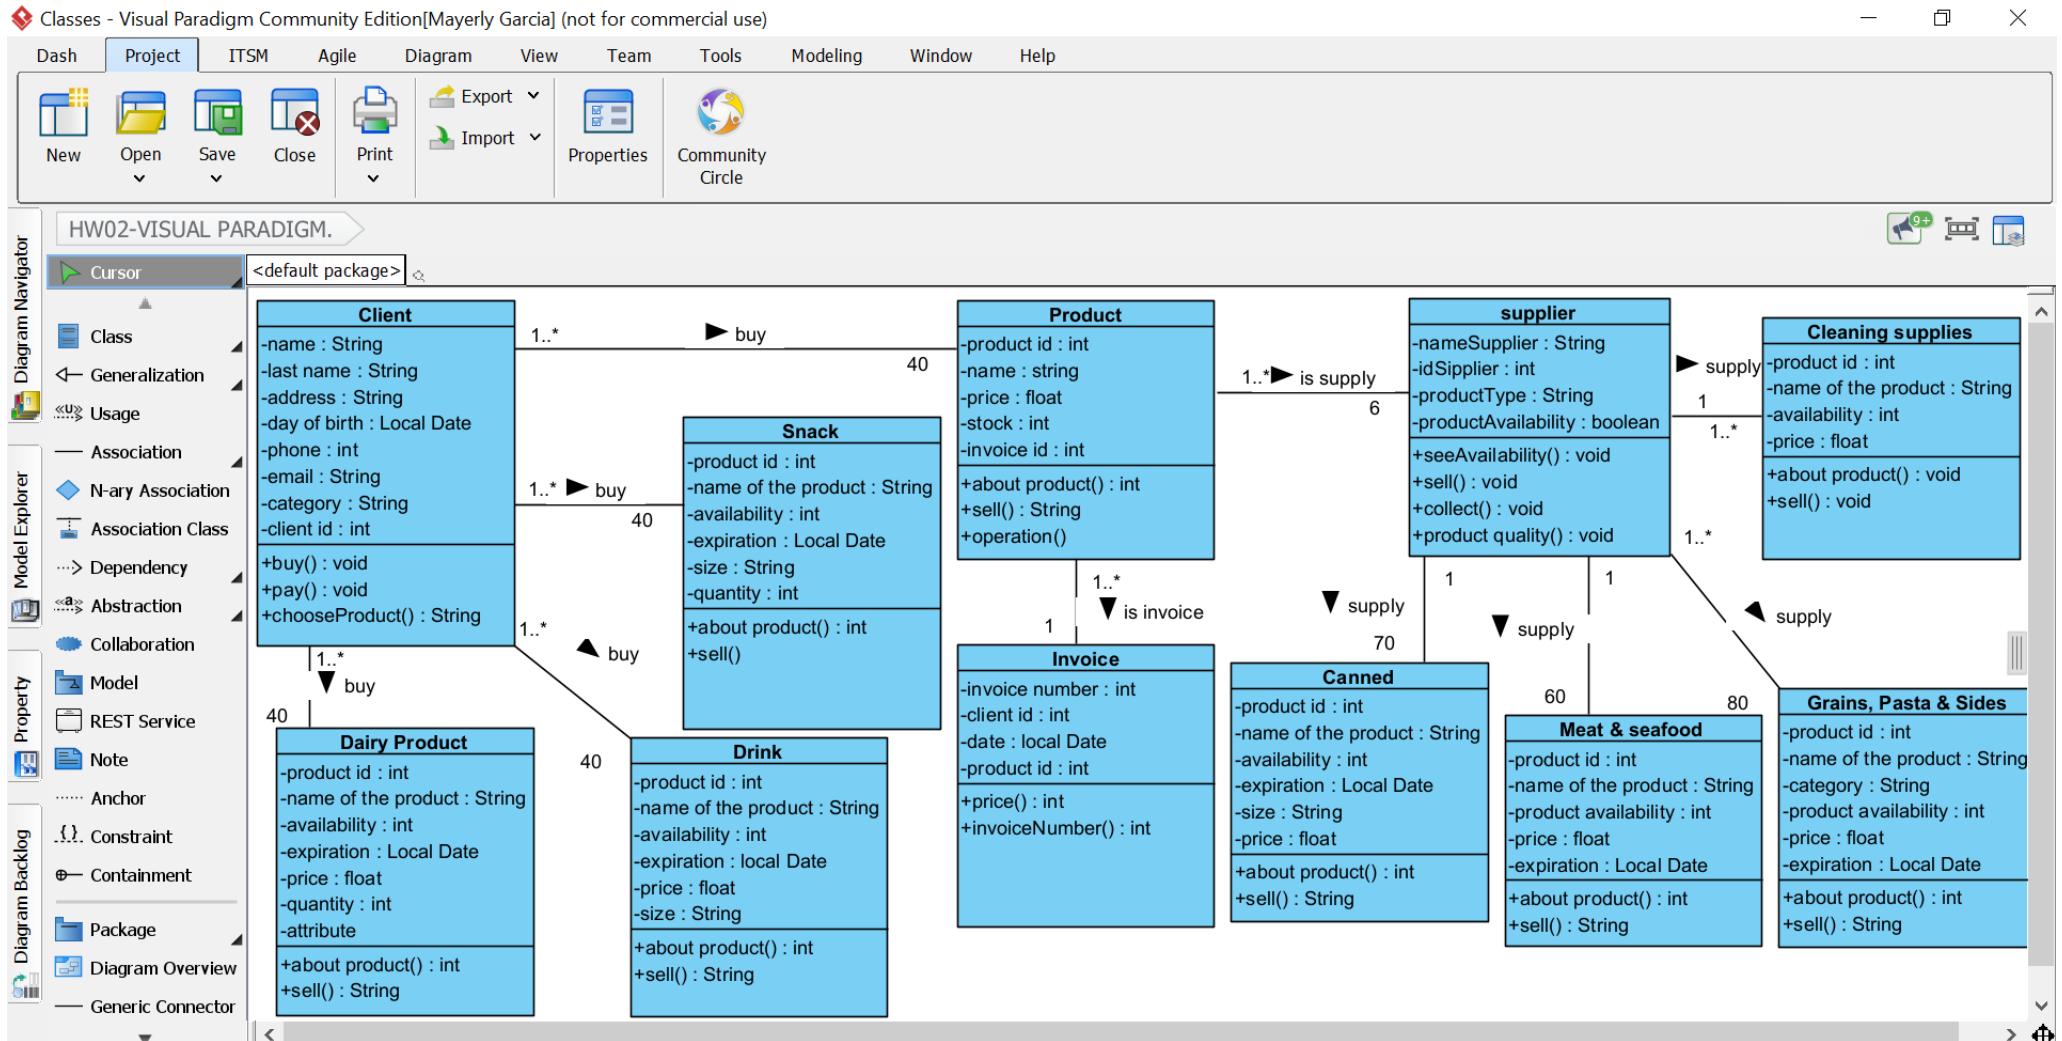 Classes - Visual Paradigm Community Edition[Mayerly Garcia] (not for commercial use)
Dash Project ITSM Agile Diagram View Team Tools Modeling Window Help
New
Open
Save
Close
Print
Export
Import
Properties
Community
Circle
Diagram Navigator
Model Explorer
Property
Diagram Backlog
HW02-VISUAL PARADIGM.
9+
Cursor
Class
Generalization
«U» Usage
Association
N-ary Association
Association Class
Dependency
«a» Abstraction
Collaboration
Model
REST Service
Note
Anchor
{} Constraint
Containment
Package
Diagram Overview
Generic Connector
<default package>
Client
-name : String
-last name : String
-address : String
-day of birth : Local Date
-phone : int
-email : String
-category : String
-client id : int
+buy() : void
+pay() : void
+chooseProduct() : String
1..*
buy
40
1..*
buy
40
1..*
buy
40
1..*
buy
40
Snack
-product id : int
-name of the product : String
-availability : int
-expiration : Local Date
-size : String
-quantity : int
+about product() : int
+sell()
Dairy Product
-product id : int
-name of the product : String
-availability : int
-expiration : Local Date
-price : float
-quantity : int
-attribute
+about product() : int
+sell() : String
Drink
-product id : int
-name of the product : String
-availability : int
-expiration : local Date
-price : float
-size : String
+about product() : int
+sell() : String
Product
-product id : int
-name : string
-price : float
-stock : int
-invoice id : int
+about product() : int
+sell() : String
+operation()
1..*
is supply
6
1..*
is invoice
1
Invoice
-invoice number : int
-client id : int
-date : local Date
-product id : int
+price() : int
+invoiceNumber() : int
supplier
-nameSupplier : String
-idSipplier : int
-productType : String
-productAvailability : boolean
+seeAvailability() : void
+sell() : void
+collect() : void
+product quality() : void
supply
1
1..*
Cleaning supplies
-product id : int
-name of the product : String
-availability : int
-price : float
+about product() : void
+sell() : void
1
supply
70
1
supply
60
1..*
supply
80
Canned
-product id : int
-name of the product : String
-availability : int
-expiration : Local Date
-size : String
-price : float
+about product() : int
+sell() : String
Meat & seafood
-product id : int
-name of the product : String
-product availability : int
-price : float
-expiration : Local Date
+about product() : int
+sell() : String
Grains, Pasta & Sides
-product id : int
-name of the product : String
-category : String
-product availability : int
-price : float
-expiration : Local Date
+about product() : int
+sell() : String